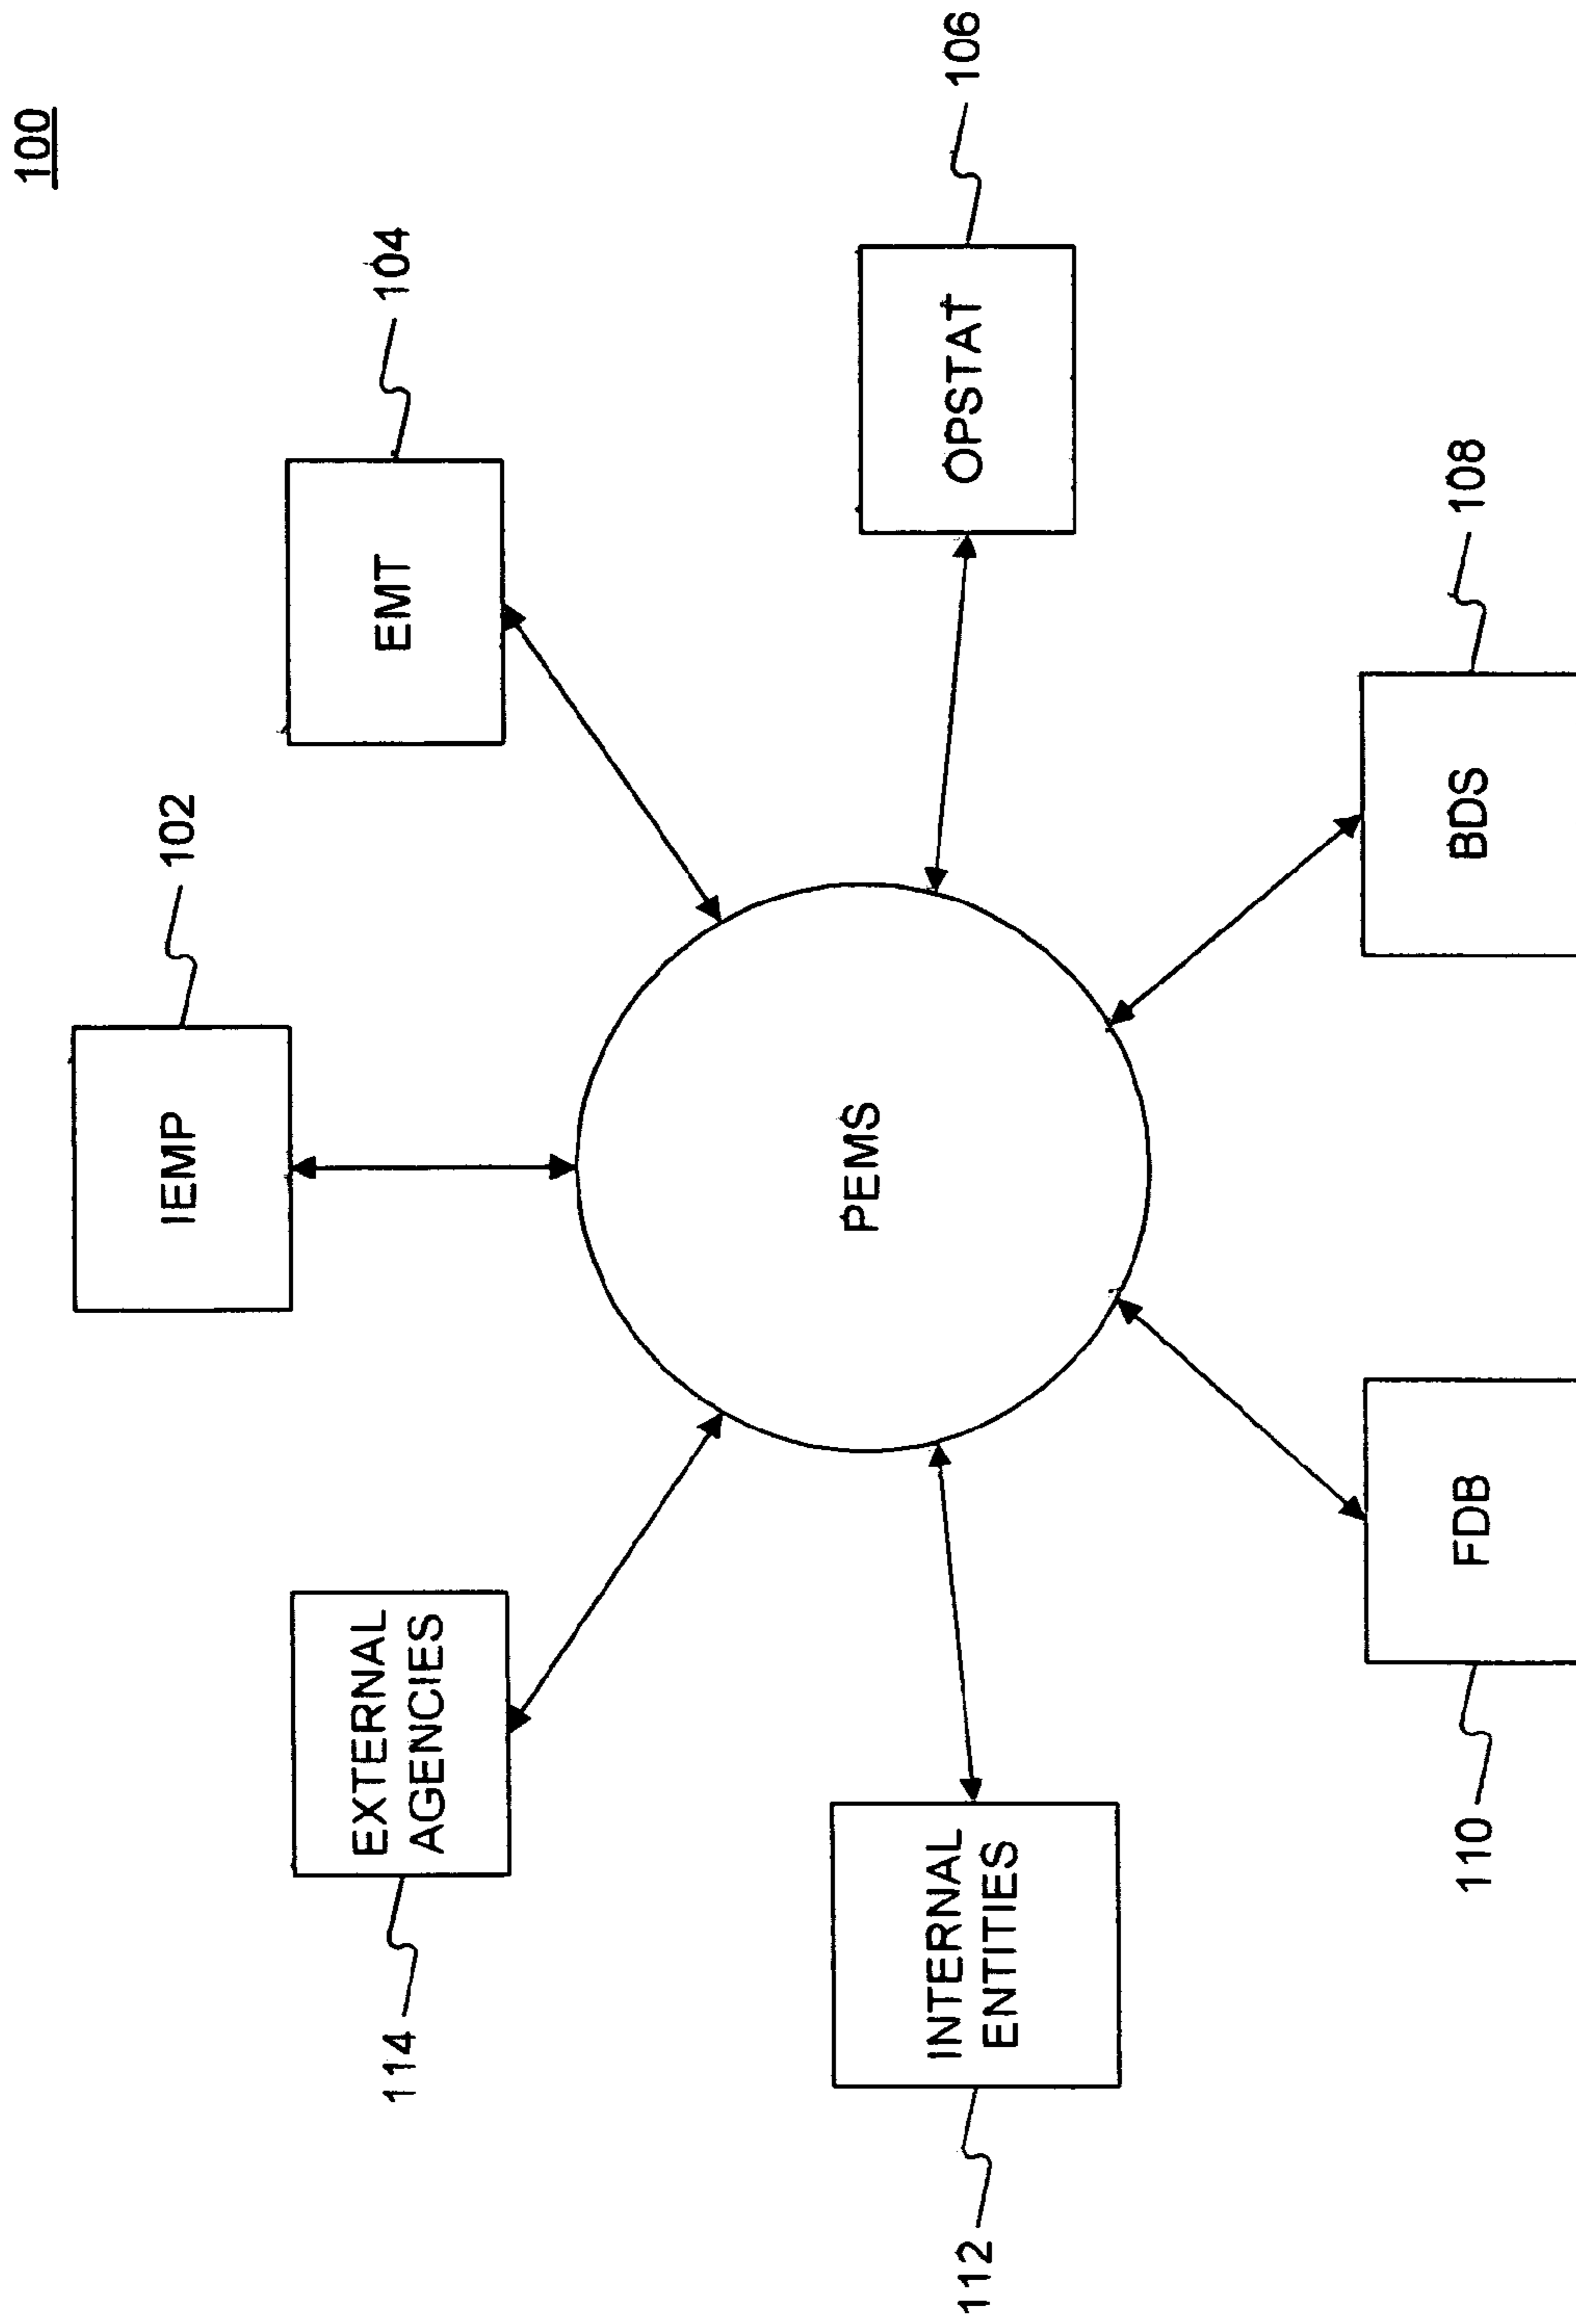 100
IEMP
102
EMT
104
EXTERNAL
AGENCIES
114
PEMS
OPSTAT
106
INTERNAL
ENTITIES
112
BDS
108
FDB
110